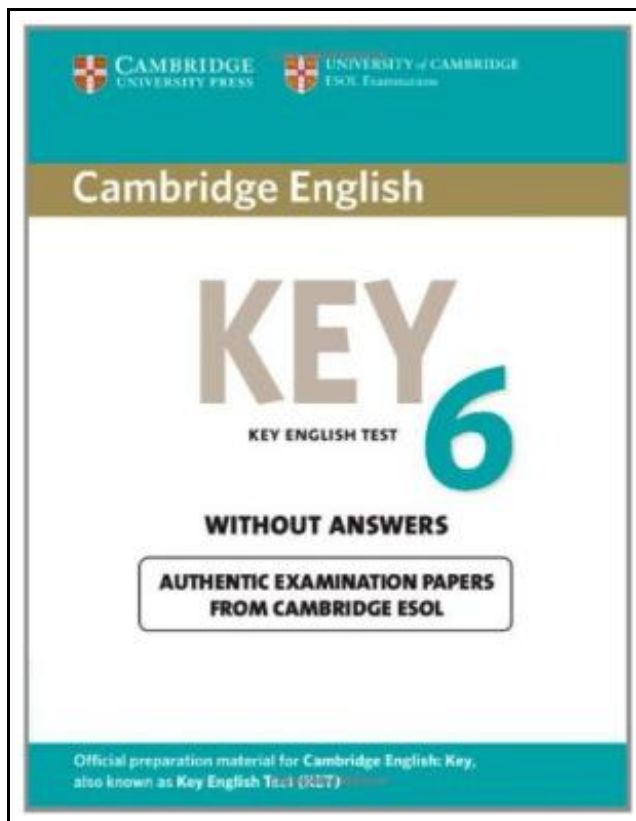 CAMBRIDGE
UNIVERSITY PRESS
UNIVERSITY of CAMBRIDGE
ESOL Examinations
Cambridge English
KEY
6
KEY ENGLISH TEST
WITHOUT ANSWERS
AUTHENTIC EXAMINATION PAPERS
FROM CAMBRIDGE ESOL
Official preparation material for Cambridge English: Key,
also known as Key English Test (KET)